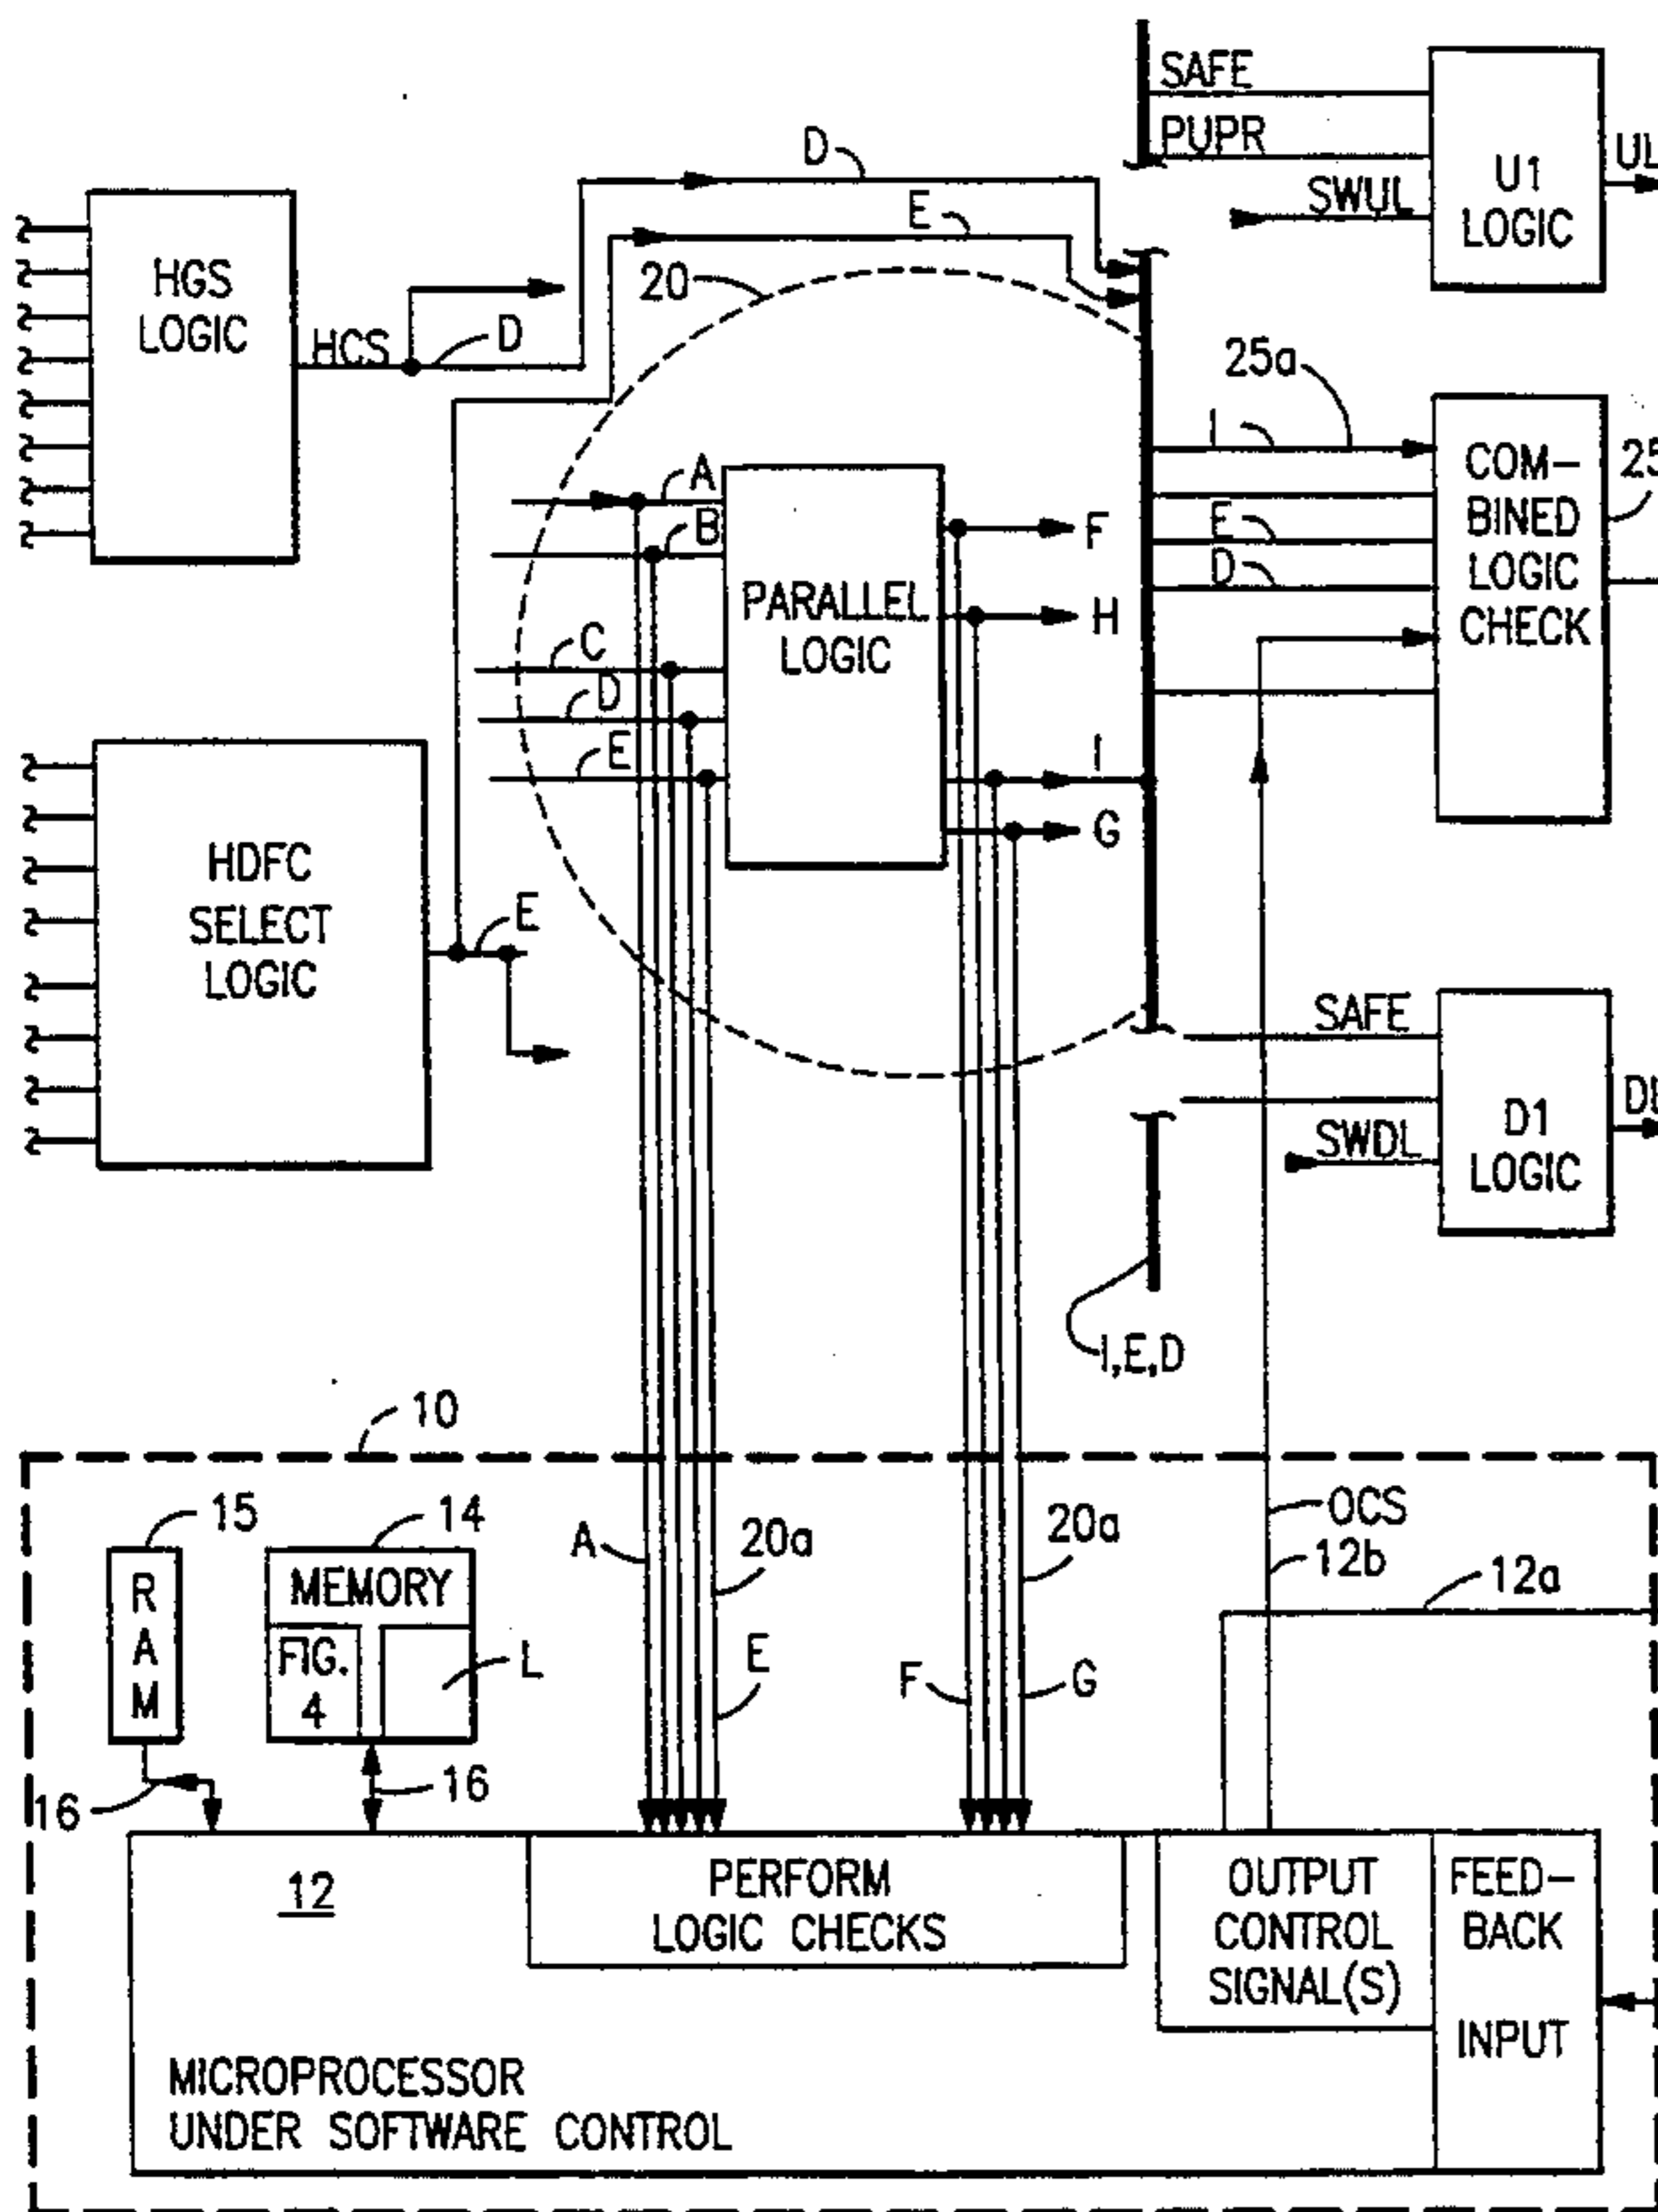 SAFE
PUPR
SWUL
U1
LOGIC
UL
D
E
20
HGS
LOGIC
HCS
D
25a
I
E
D
COM-
BINED
LOGIC
CHECK
25
A
B
C
D
E
PARALLEL
LOGIC
F
H
I
G
HDFC
SELECT
LOGIC
E
SAFE
SWDL
D1
LOGIC
I,E,D
10
15
RAM
14
MEMORY
FIG.
4
L
16
16
A
20a
E
F
20a
G
OCS
12b
12a
12
PERFORM
LOGIC CHECKS
OUTPUT
CONTROL
SIGNAL(S)
FEED-
BACK
INPUT
MICROPROCESSOR
UNDER SOFTWARE CONTROL